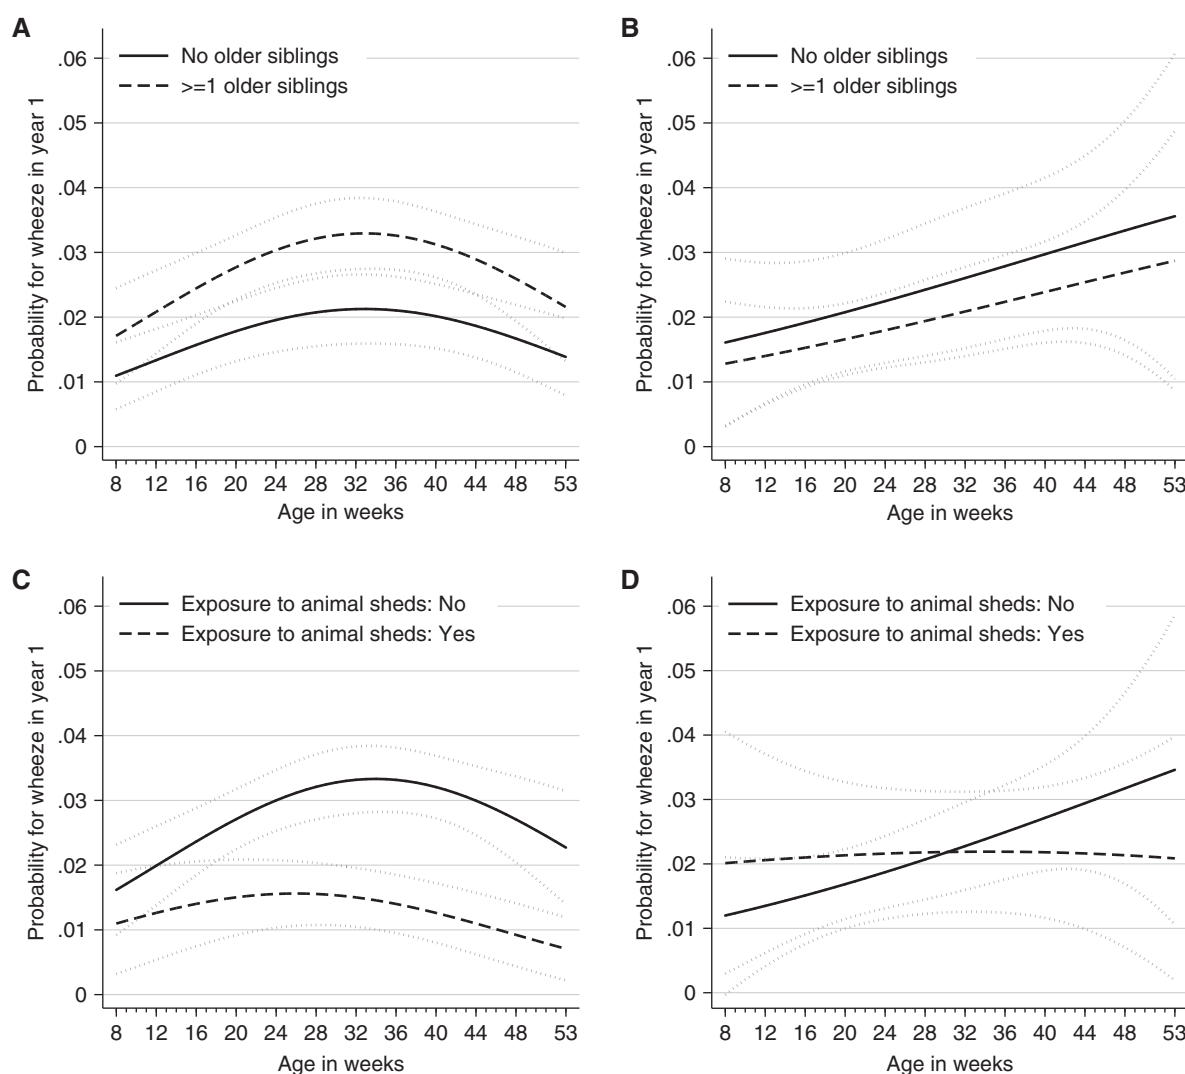 A
No older siblings
>=1 older siblings
Probability for wheeze in year 1
.06
.05
.04
.03
.02
.01
0
8 12 16 20 24 28 32 36 40 44 48 53
Age in weeks
B
No older siblings
>=1 older siblings
Probability for wheeze in year 1
.06
.05
.04
.03
.02
.01
0
8 12 16 20 24 28 32 36 40 44 48 53
Age in weeks
C
Exposure to animal sheds: No
Exposure to animal sheds: Yes
Probability for wheeze in year 1
.06
.05
.04
.03
.02
.01
0
8 12 16 20 24 28 32 36 40 44 48 53
Age in weeks
D
Exposure to animal sheds: No
Exposure to animal sheds: Yes
Probability for wheeze in year 1
.06
.05
.04
.03
.02
.01
0
8 12 16 20 24 28 32 36 40 44 48 53
Age in weeks